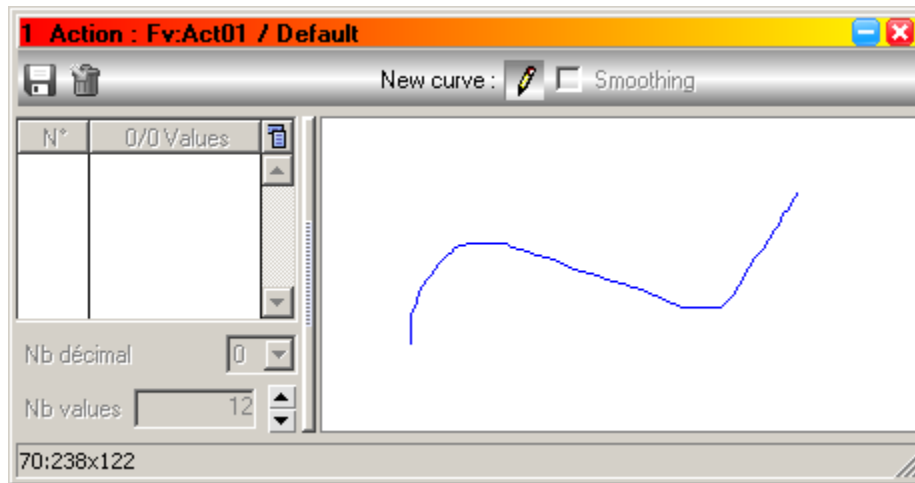 1 Action : Fv:Act01 / Default
New curve : Smoothing
N° 0/0 Values
Nb décimal 0
Nb values 12
70:238x122